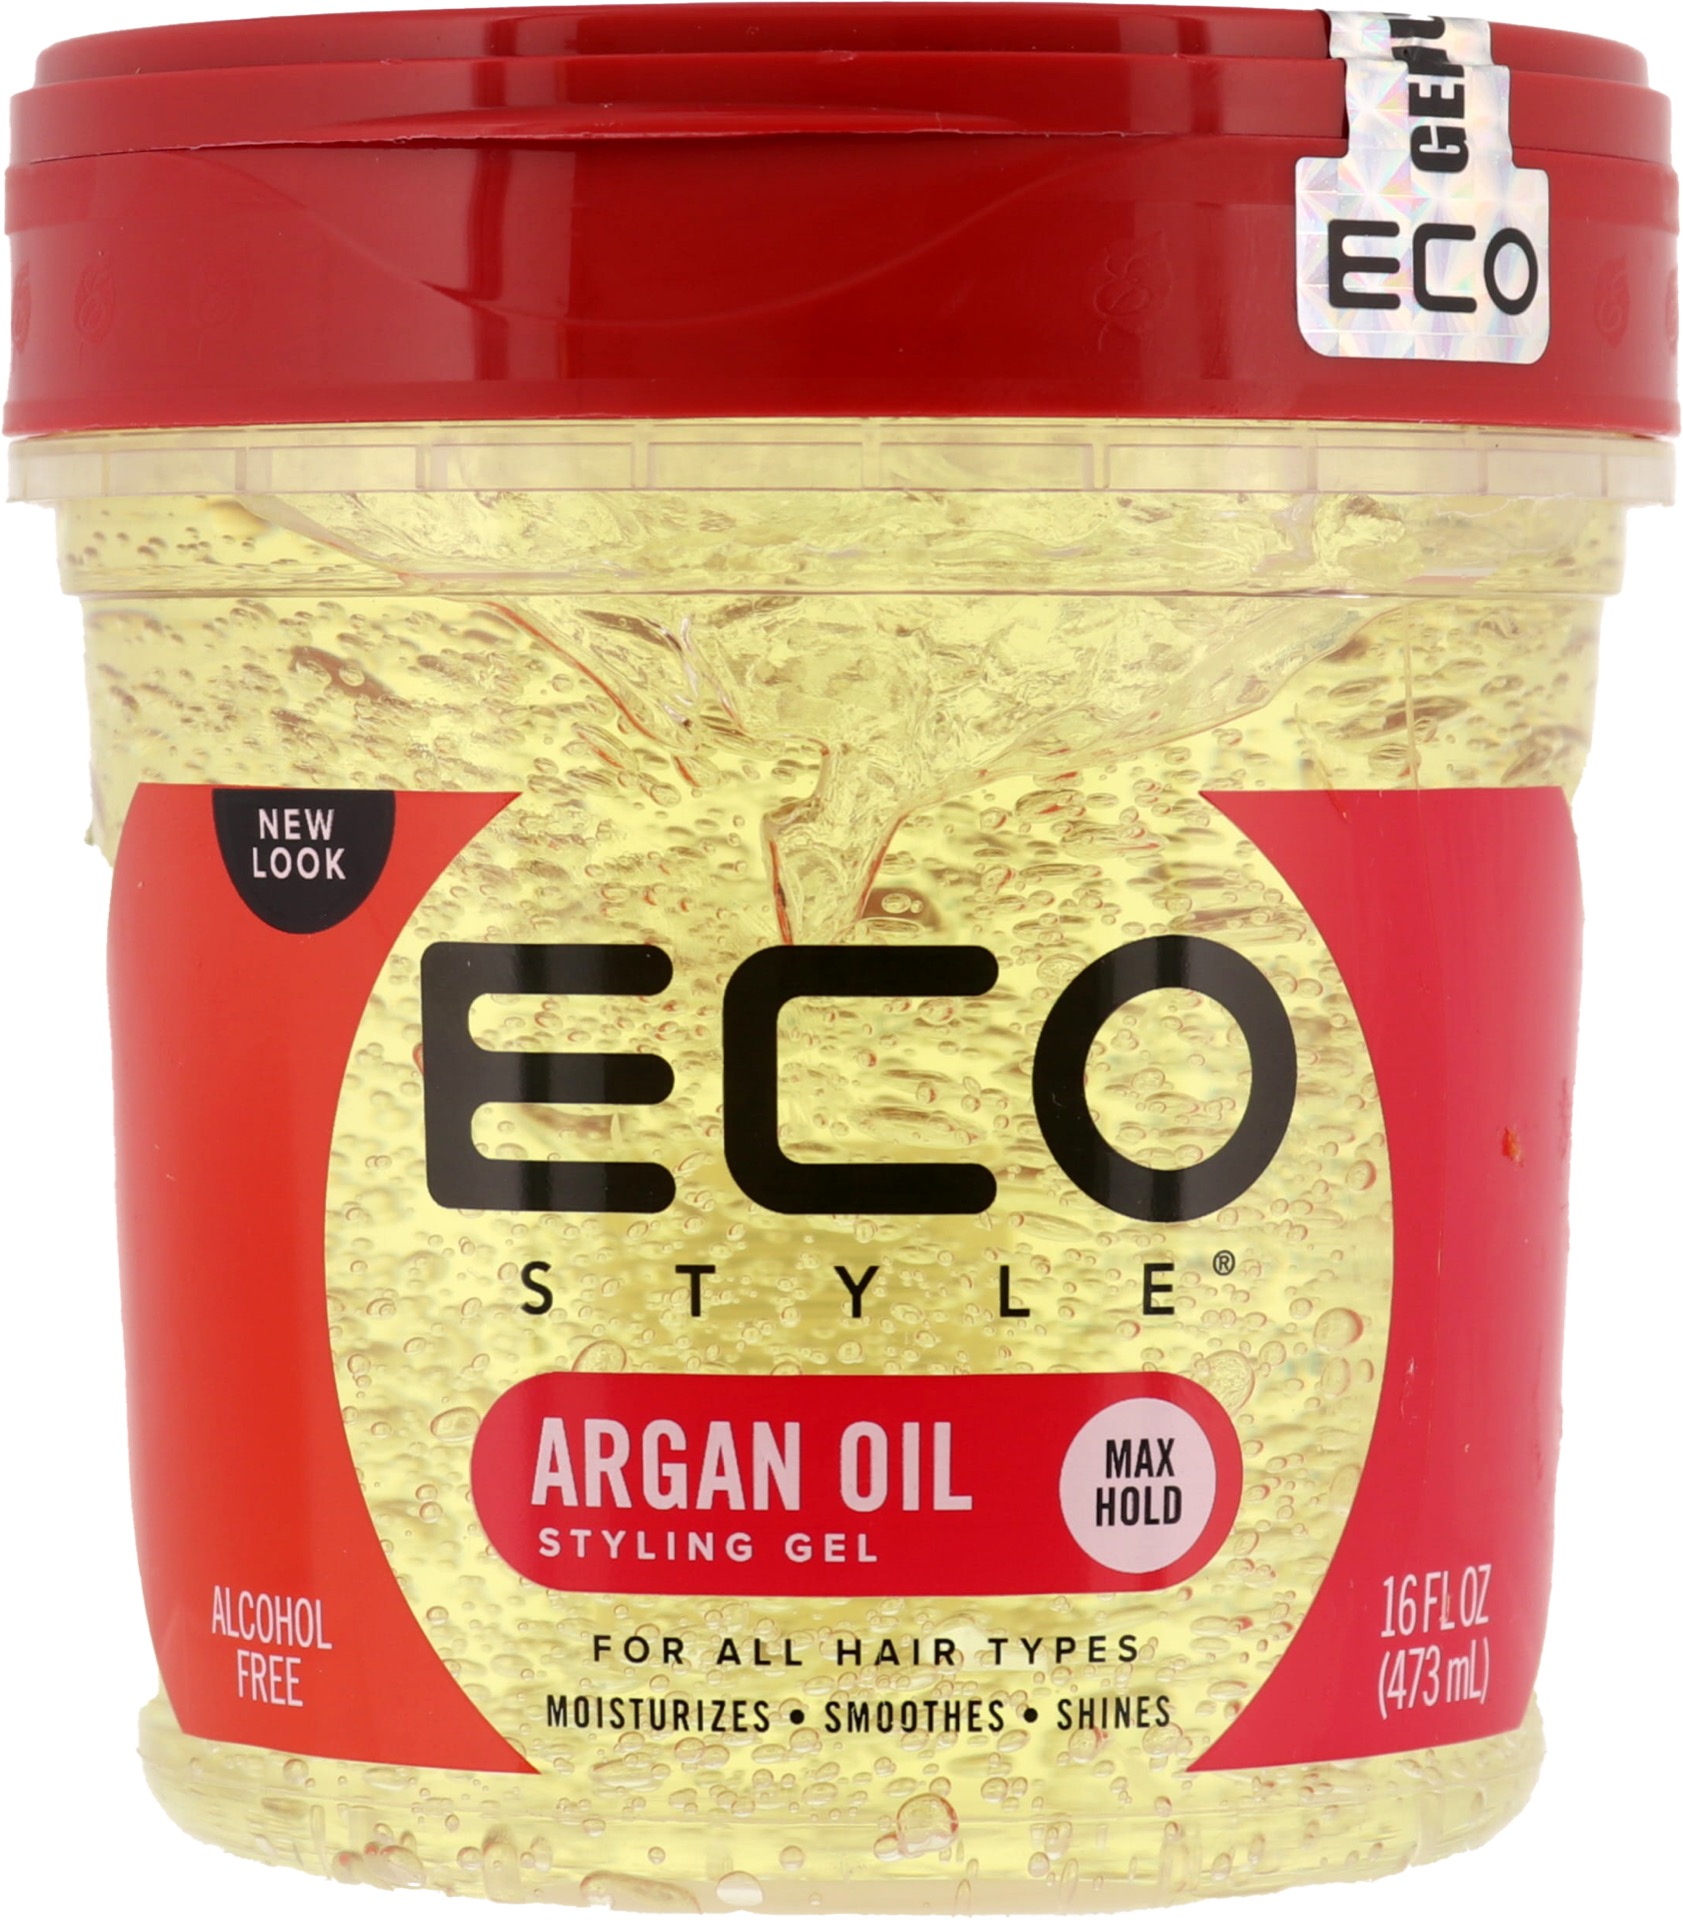 GENU
ECO
NEW
LOOK
ECO
STYLE®
ARGAN OIL
STYLING GEL
MAX
HOLD
ALCOHOL
FREE
16 FL OZ
(473 mL)
FOR ALL HAIR TYPES
MOISTURIZES • SMOOTHES • SHINES